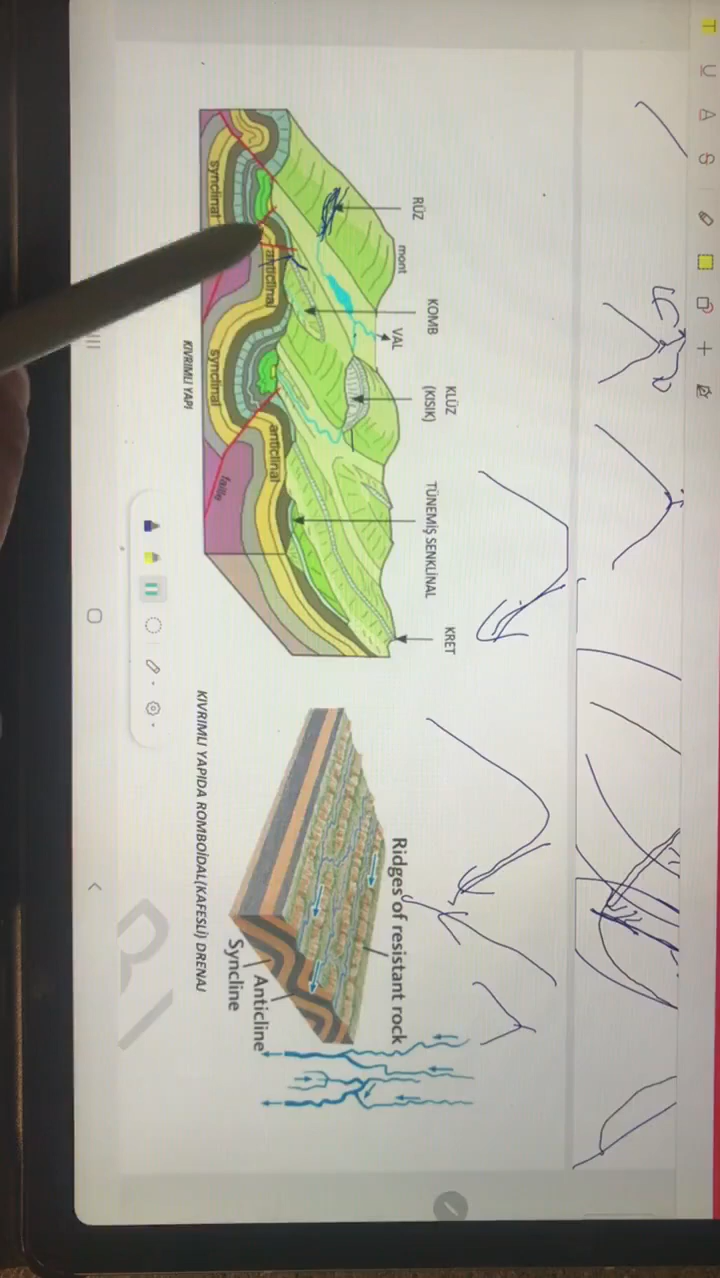 RÜZ
mont
KOMB
VAL
KLÜZ
(KISIK)
TÜNEMİŞ SENKLİNAL
KRET
synclinal
anticlinal
synclinal
anticlinal
faille
KIVRIMLI YAPI
Ridges of resistant rock
Anticline
Syncline
KIVRIMLI YAPIDA ROMBOİDAL(KAFESLİ) DRENAJ
T
U
A
S